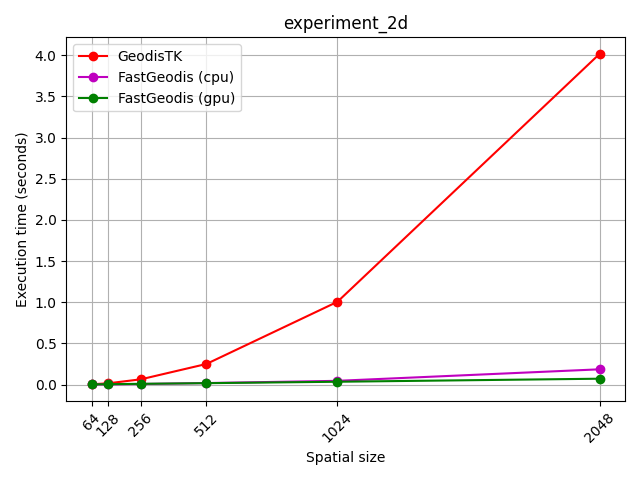 experiment_2d
GeodisTK
FastGeodis (cpu)
FastGeodis (gpu)
Execution time (seconds)
4.0
3.5
3.0
2.5
2.0
1.5
1.0
0.5
0.0
64
128
256
512
1024
2048
Spatial size